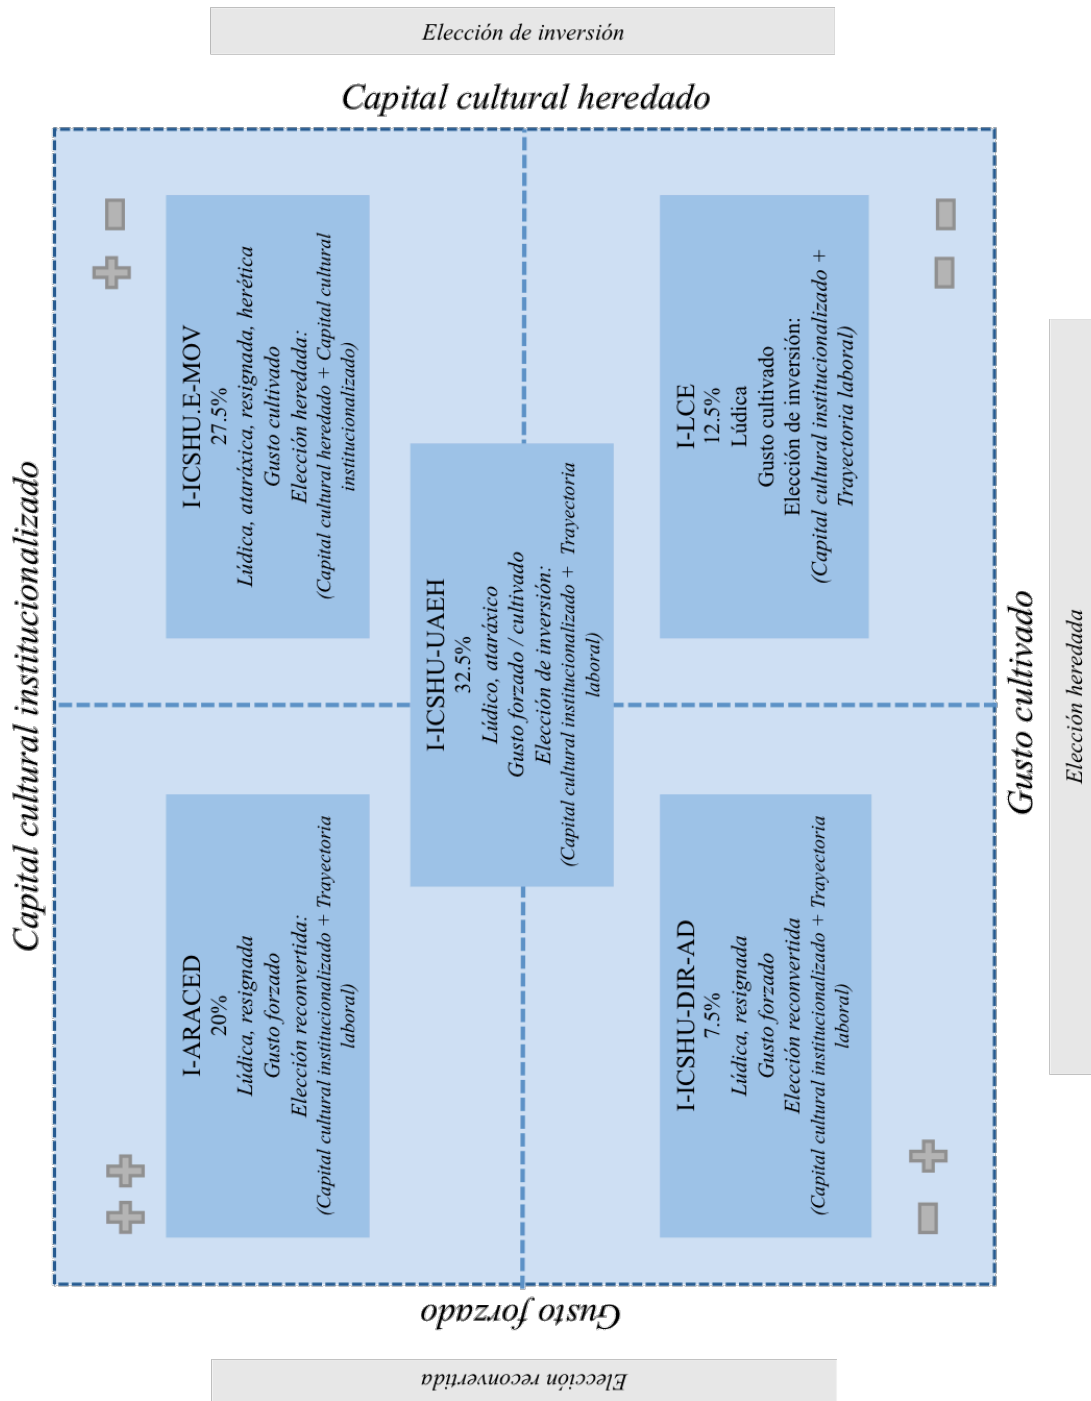 Elección de inversión
Capital cultural heredado
Capital cultural institucionalizado
I-ARACED
20%
Lúdica, resignada
Gusto forzado
Elección reconvertida:
(Capital cultural institucionalizado + Trayectoria
laboral)
I-ICSHU.E-MOV
27.5%
Lúdica, ataráxica, resignada, herética
Gusto cultivado
Elección heredada:
(Capital cultural heredado + Capital cultural
institucionalizado)
I-ICSHU-UAEH
32.5%
Lúdico, ataráxico
Gusto forzado / cultivado
Elección de inversión:
(Capital cultural institucionalizado + Trayectoria
laboral)
I-ICSHU-DIR-AD
7.5%
Lúdica, resignada
Gusto forzado
Elección reconvertida
(Capital cultural institucionalizado + Trayectoria
laboral)
I-LCE
12.5%
Lúdica
Gusto cultivado
Elección de inversión:
(Capital cultural institucionalizado +
Trayectoria laboral)
Gusto cultivado
Elección heredada
Gusto forzado
Elección reconvertida